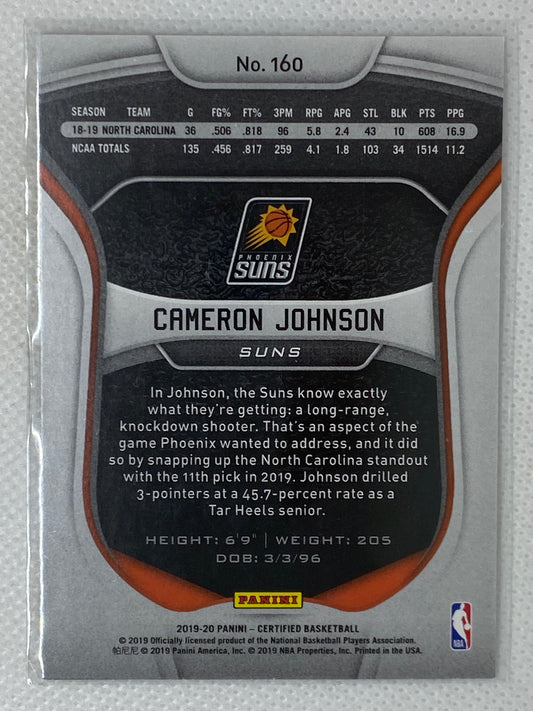 No. 160
SEASON TEAM G FG% FT% 3PM RPG APG STL BLK PTS PPG
18-19 NORTH CAROLINA 36 .506 .818 96 5.8 2.4 43 10 608 16.9
NCAA TOTALS 135 .456 .817 259 4.1 1.8 103 34 1514 11.2
PHOENIX
SUNS
CAMERON JOHNSON
SUNS
In Johnson, the Suns know exactly
what they're getting: a long-range,
knockdown shooter. That's an aspect of the
game Phoenix wanted to address, and it did
so by snapping up the North Carolina standout
with the 11th pick in 2019. Johnson drilled
3-pointers at a 45.7-percent rate as a
Tar Heels senior.
HEIGHT: 6'9" | WEIGHT: 205
DOB: 3/3/96
PANINI
2019-20 PANINI – CERTIFIED BASKETBALL
© 2019 Officially licensed product of the National Basketball Players Association.
帕尼尼 © 2019 Panini America, Inc. © 2019 NBA Properties, Inc. Printed in the USA.
NBA